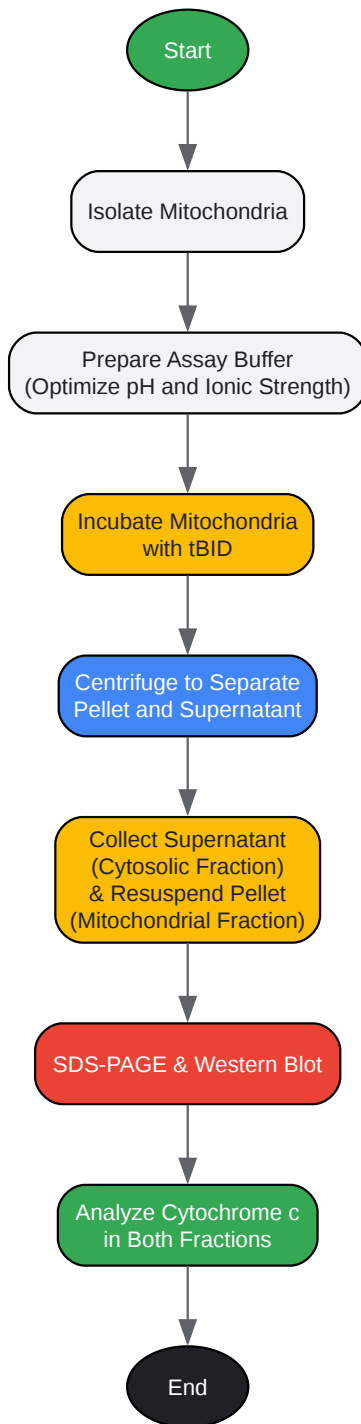 Start
Isolate Mitochondria
Prepare Assay Buffer
(Optimize pH and Ionic Strength)
Incubate Mitochondria
with tBID
Centrifuge to Separate
Pellet and Supernatant
Collect Supernatant
(Cytosolic Fraction)
& Resuspend Pellet
(Mitochondrial Fraction)
SDS-PAGE & Western Blot
Analyze Cytochrome c
in Both Fractions
End